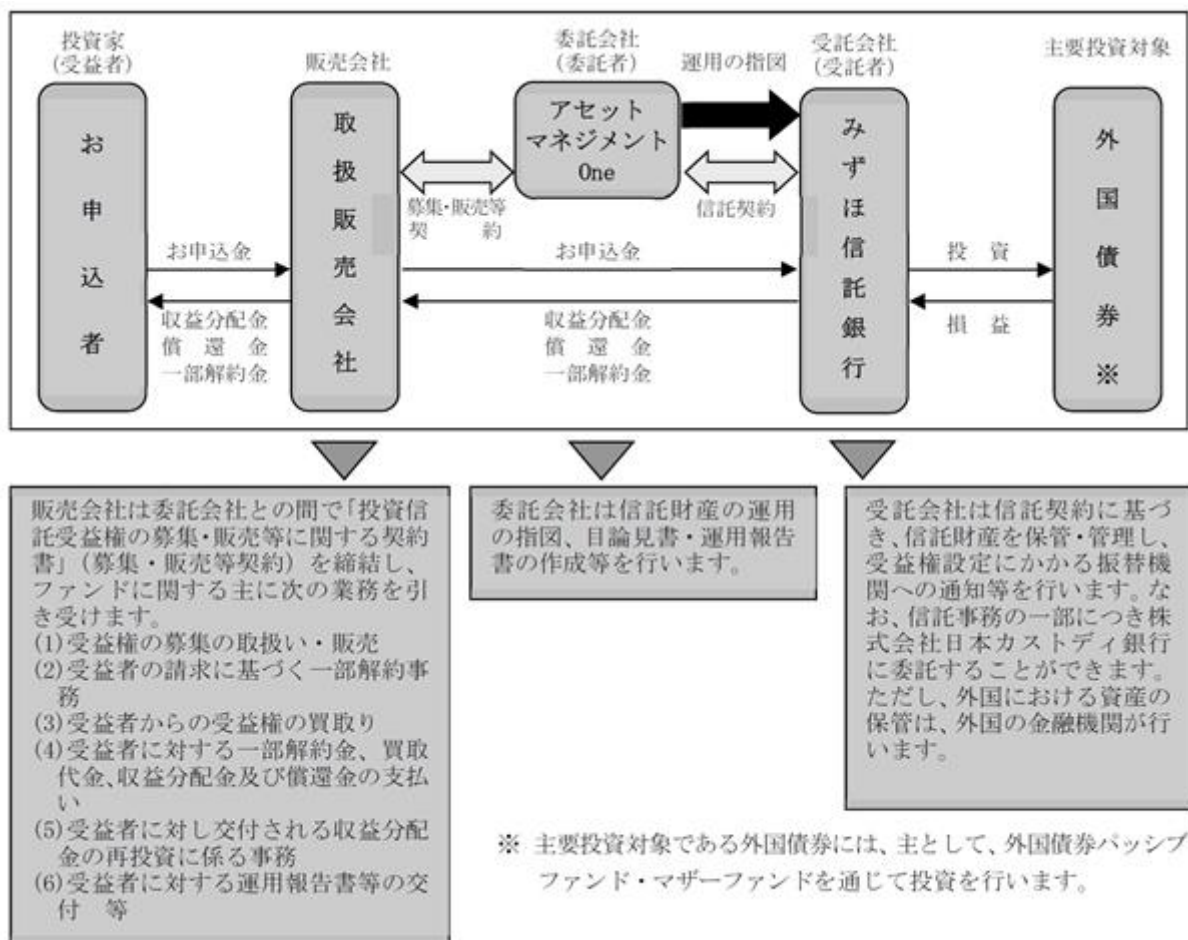 投資家
(受益者)
販売会社
委託会社
(委託者)
運用の指図
受託会社
(受託者)
主要投資対象
お申込者
取扱販売会社
アセット
マネジメント
One
みずほ信託銀行
外国債券※
募集・販売等
契　約
信託契約
お申込金
収益分配金
償　還　金
一部解約金
お申込金
収益分配金
償　還　金
一部解約金
投　資
損　益
販売会社は委託会社との間で「投資信
託受益権の募集・販売等に関する契約
書」（募集・販売等契約）を締結し、
ファンドに関する主に次の業務を引
き受けます。
(1)受益権の募集の取扱い・販売
(2)受益者の請求に基づく一部解約事
務
(3)受益者からの受益権の買取り
(4)受益者に対する一部解約金、買取
代金、収益分配金及び償還金の支払
い
(5)受益者に対し交付される収益分配
金の再投資に係る事務
(6)受益者に対する運用報告書等の交
付　等
委託会社は信託財産の運用
の指図、目論見書・運用報告
書の作成等を行います。
受託会社は信託契約に基づ
き、信託財産を保管・管理し、
受益権設定にかかる振替機
関への通知等を行います。な
お、信託事務の一部につき株
式会社日本カストディ銀行
に委託することができます。
ただし、外国における資産の
保管は、外国の金融機関が行
います。
※ 主要投資対象である外国債券には、主として、外国債券パッシブ
ファンド・マザーファンドを通じて投資を行います。